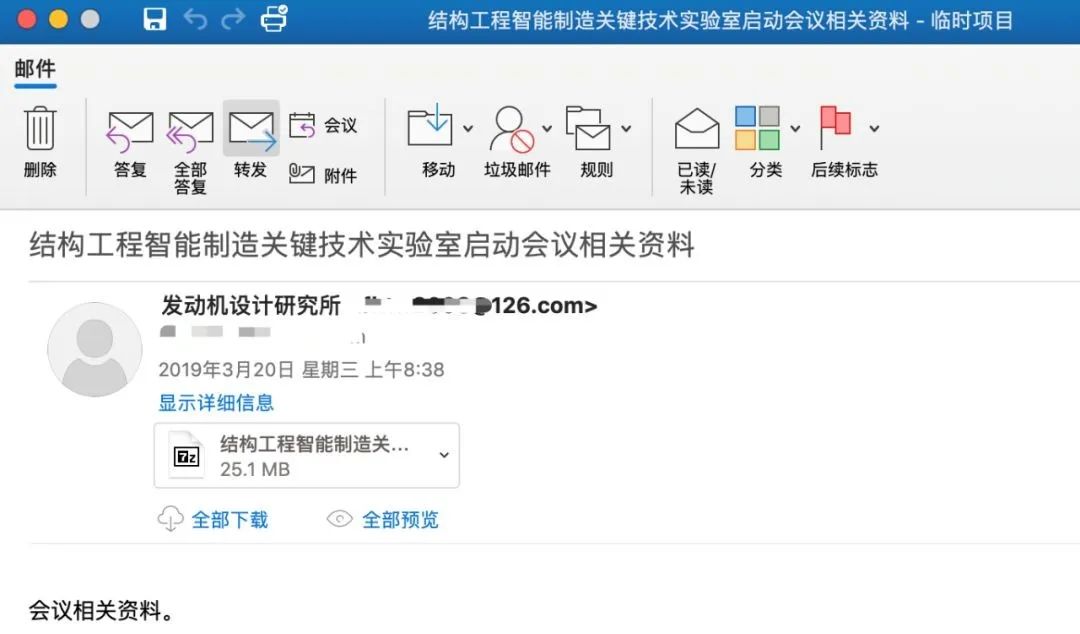 结构工程智能制造关键技术实验室启动会议相关资料 - 临时项目
邮件
删除
答复
全部
答复
转发
会议
附件
移动
垃圾邮件
规则
已读/
未读
分类
后续标志
结构工程智能制造关键技术实验室启动会议相关资料
发动机设计研究所 @126.com>
2019年3月20日 星期三 上午8:38
显示详细信息
7z
结构工程智能制造关...
25.1 MB
全部下载
全部预览
会议相关资料。